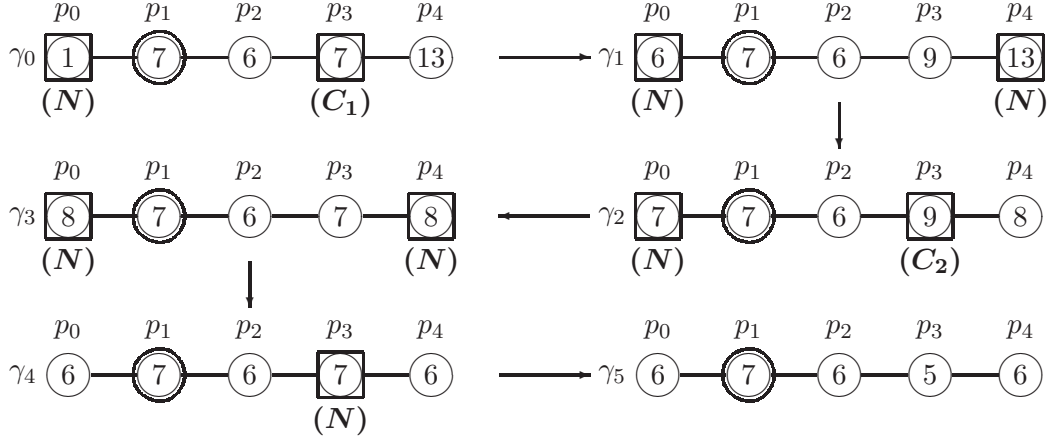 p₀ p₁ p₂ p₃ p₄ p₀ p₁ p₂ p₃ p₄
γ₀ 1 7 6 7 13 γ₁ 6 7 6 9 13
(N) (C₁) (N) (N)
p₀ p₁ p₂ p₃ p₄ p₀ p₁ p₂ p₃ p₄
γ₃ 8 7 6 7 8 γ₂ 7 7 6 9 8
(N) (N) (N) (C₂)
p₀ p₁ p₂ p₃ p₄ p₀ p₁ p₂ p₃ p₄
γ₄ 6 7 6 7 6 γ₅ 6 7 6 5 6
(N)